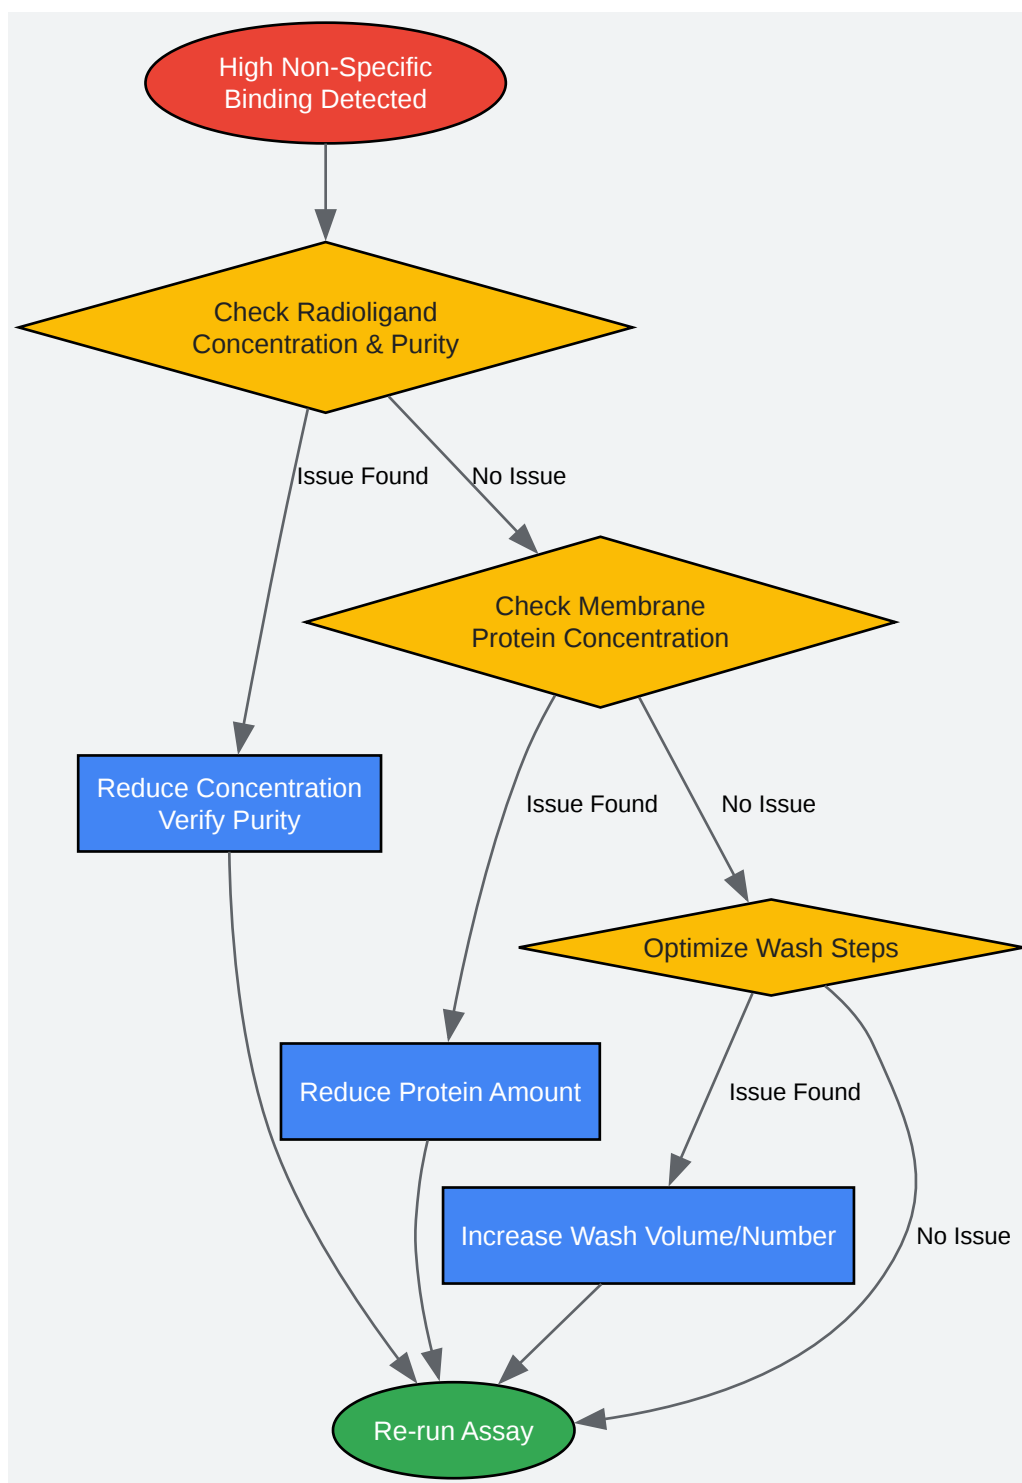 High Non-Specific
Binding Detected
Check Radioligand
Concentration & Purity
Issue Found
No Issue
Check Membrane
Protein Concentration
Reduce Concentration
Verify Purity
Issue Found
No Issue
Optimize Wash Steps
Reduce Protein Amount
Issue Found
Increase Wash Volume/Number
No Issue
Re-run Assay